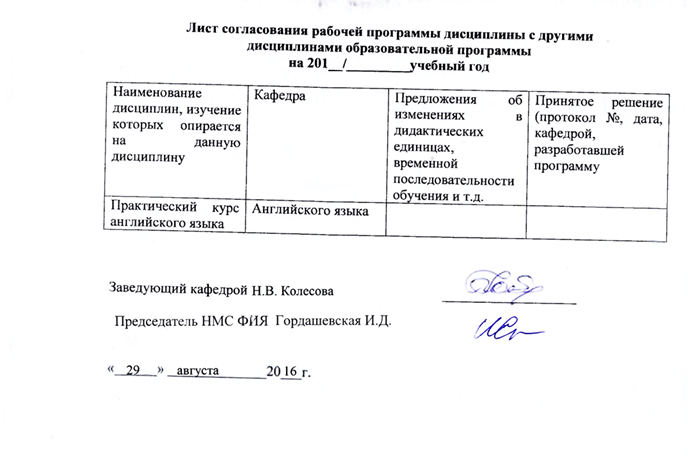 Лист согласования рабочей программы дисциплины с другими
дисциплинами образовательной программы
на 201__/_________учебный год
Наименование
дисциплин, изучение
которых опирается
на данную
дисциплину
Кафедра
Предложения об
изменениях в
дидактических
единицах,
временной
последовательности
обучения и т.д.
Принятое решение
(протокол №, дата,
кафедрой,
разработавшей
программу
Практический курс
английского языка
Английского языка
Заведующий кафедрой Н.В. Колесова
Председатель НМС ФИЯ Гордашевская И.Д.
«__29__» _августа_______20 16 г.